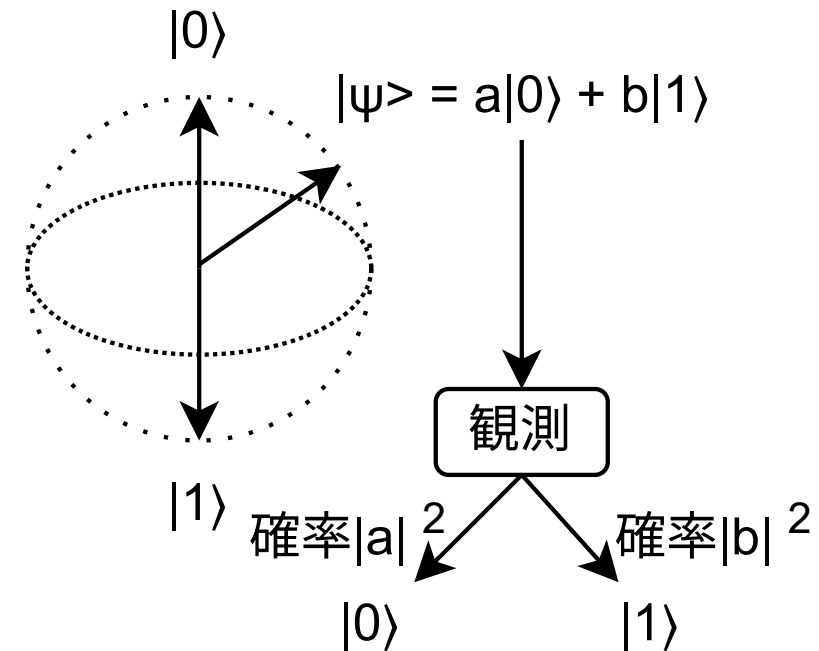 |0⟩
|ψ> = a|0⟩ + b|1⟩
観測
|1⟩
確率|a| ²
確率|b| ²
|0⟩
|1⟩